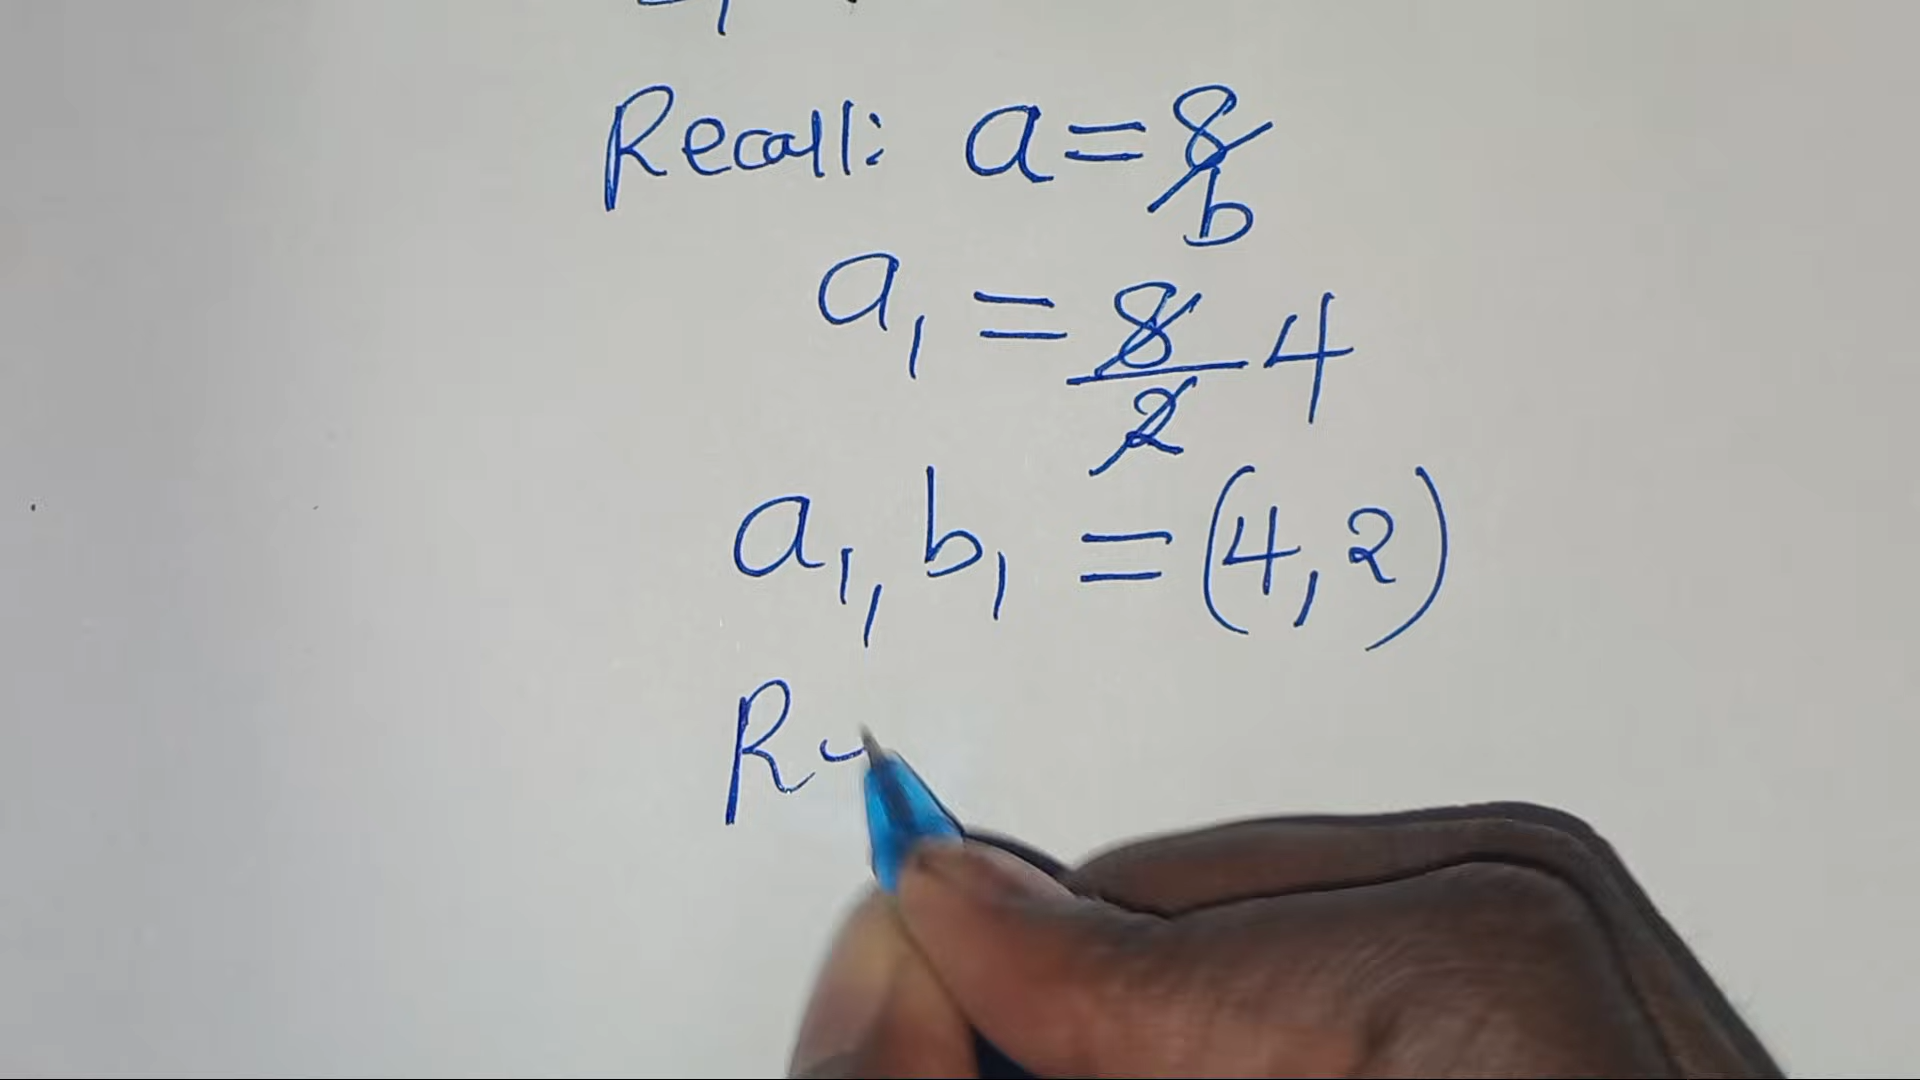 Recall: a = 8/b
a₁ = 8/2 4
a₁, b₁ = (4, 2)
R